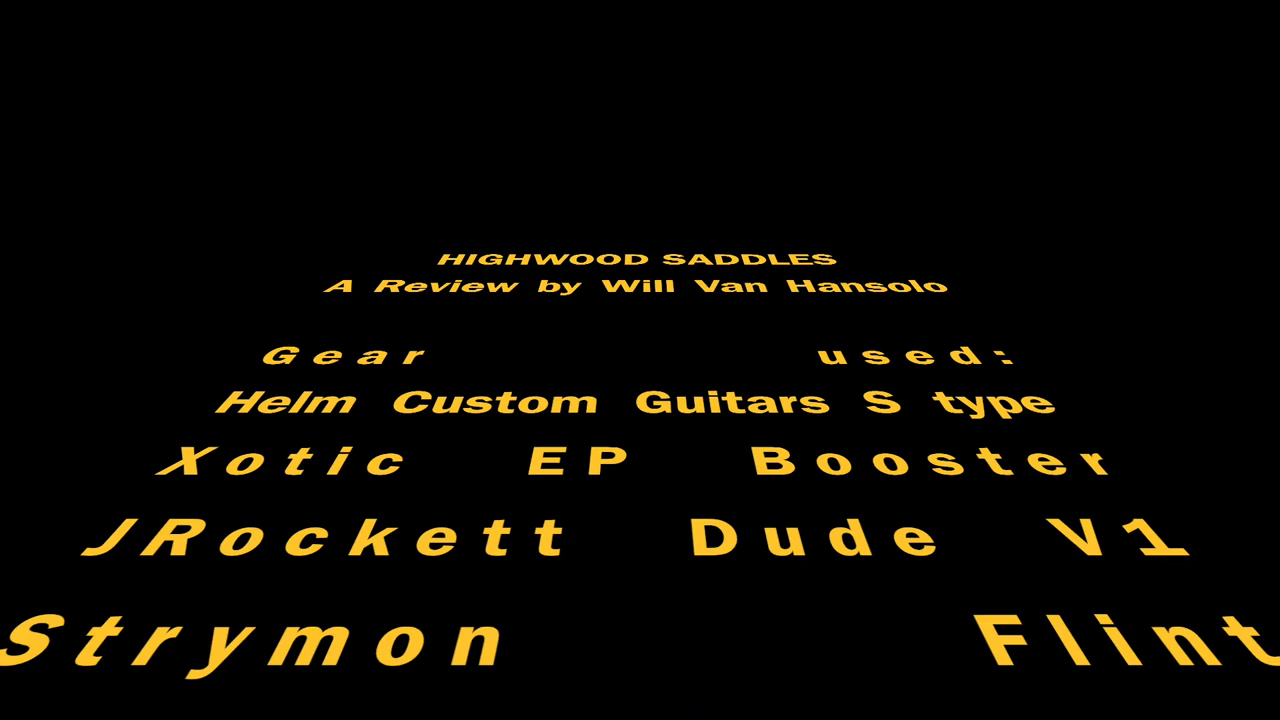 HIGHWOOD SADDLES
A Review by Will Van Hansolo
Gear used:
Helm Custom Guitars S type
Xotic EP Booster
JRockett Dude V1
Strymon Flint